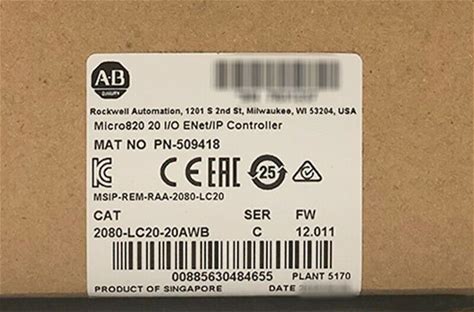 A-B
Rockwell Automation, 1201 S 2nd St, Milwaukee, WI 53204, USA
Micro820 20 I/O ENet/IP Controller
MAT NO PN-509418
CE EAC 25
MSIP-REM-RAA-2080-LC20
CAT SER FW
2080-LC20-20AWB C 12.011
00885630484655 PLANT 5170
PRODUCT OF SINGAPORE DATE